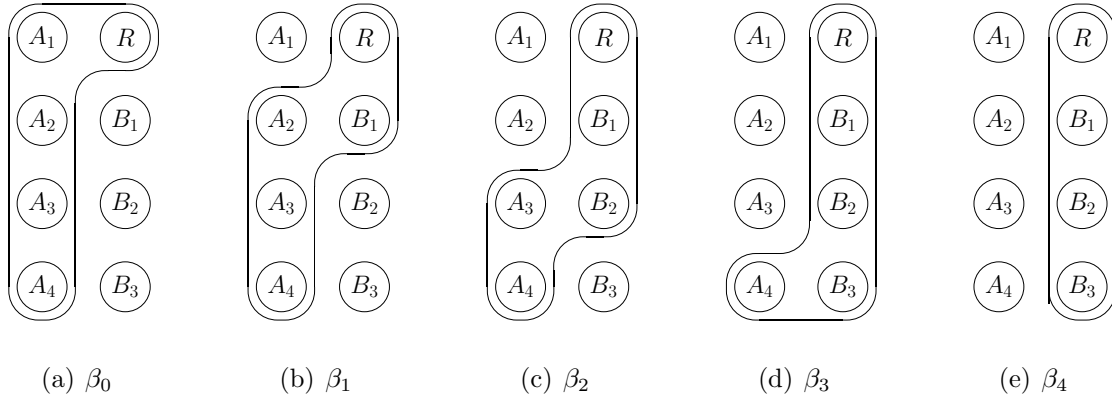 A1 R A1 R A1 R A1 R A1 R
A2 B1 A2 B1 A2 B1 A2 B1 A2 B1
A3 B2 A3 B2 A3 B2 A3 B2 A3 B2
A4 B3 A4 B3 A4 B3 A4 B3 A4 B3
(a) β0 (b) β1 (c) β2 (d) β3 (e) β4